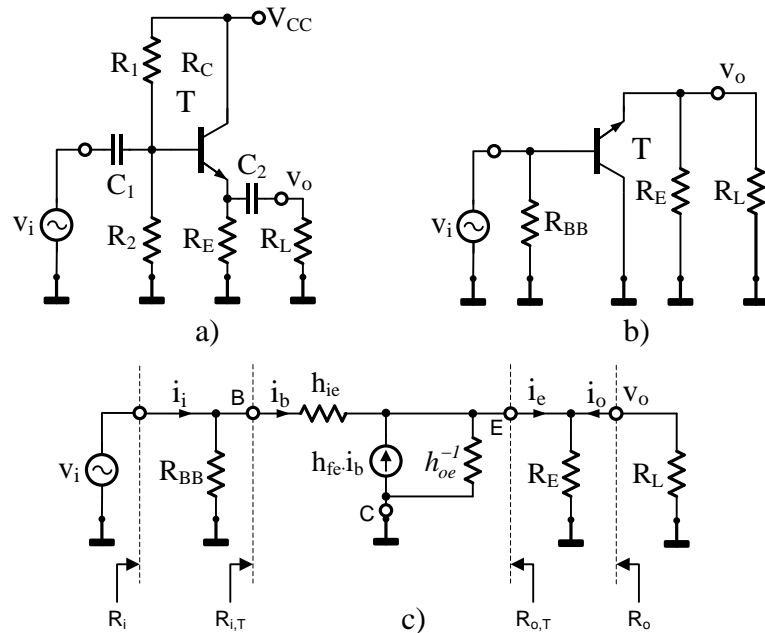 V_CC
R_1
R_C
T
C_1
C_2
v_o
v_i
R_2
R_E
R_L
a)
v_o
T
v_i
R_BB
R_E
R_L
b)
i_i
B
i_b
h_ie
E
i_e
i_o
v_o
v_i
R_BB
h_fe.i_b
h_oe^-1
R_E
R_L
C
R_i
R_i,T
c)
R_o,T
R_o